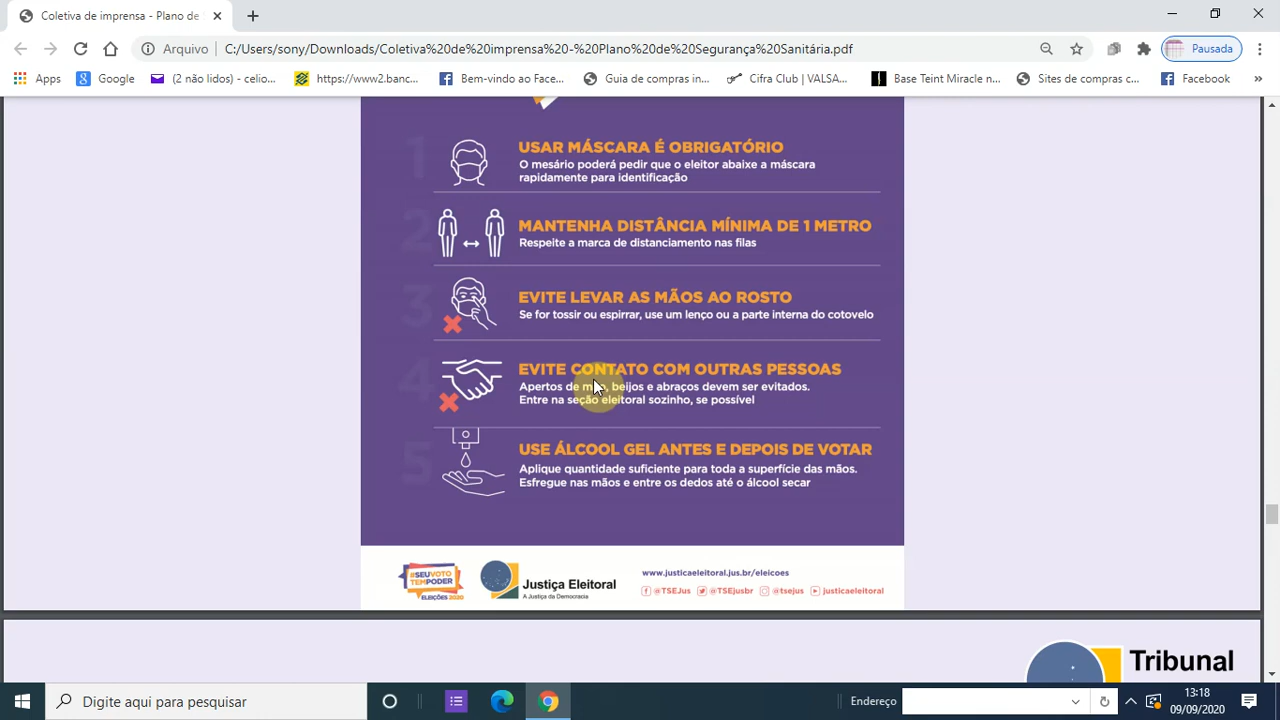 Coletiva de imprensa - Plano de
Arquivo
C:/Users/sony/Downloads/Coletiva%20de%20imprensa%20-%20Plano%20de%20Segurança%20Sanitária.pdf
Pausada
Apps
Google
(2 não lidos) - celio...
https://www2.banc...
Bem-vindo ao Face...
Guia de compras in...
Cifra Club | VALSA...
Base Teint Miracle n...
Sites de compras c...
Facebook
»
1
USAR MÁSCARA É OBRIGATÓRIO
O mesário poderá pedir que o eleitor abaixe a máscara
rapidamente para identificação
2
MANTENHA DISTÂNCIA MÍNIMA DE 1 METRO
Respeite a marca de distanciamento nas filas
3
EVITE LEVAR AS MÃOS AO ROSTO
Se for tossir ou espirrar, use um lenço ou a parte interna do cotovelo
4
EVITE CONTATO COM OUTRAS PESSOAS
Apertos de mão, beijos e abraços devem ser evitados.
Entre na seção eleitoral sozinho, se possível
5
USE ÁLCOOL GEL ANTES E DEPOIS DE VOTAR
Aplique quantidade suficiente para toda a superfície das mãos.
Esfregue nas mãos e entre os dedos até o álcool secar
#SEUVOTO
TEMPODER
ELEIÇÕES 2020
Justiça Eleitoral
A Justiça da Democracia
www.justicaeleitoral.jus.br/eleicoes
@TSEJus @TSEjusbr @tsejus justicaeleitoral
Tribunal
Digite aqui para pesquisar
Endereço
13:18
09/09/2020